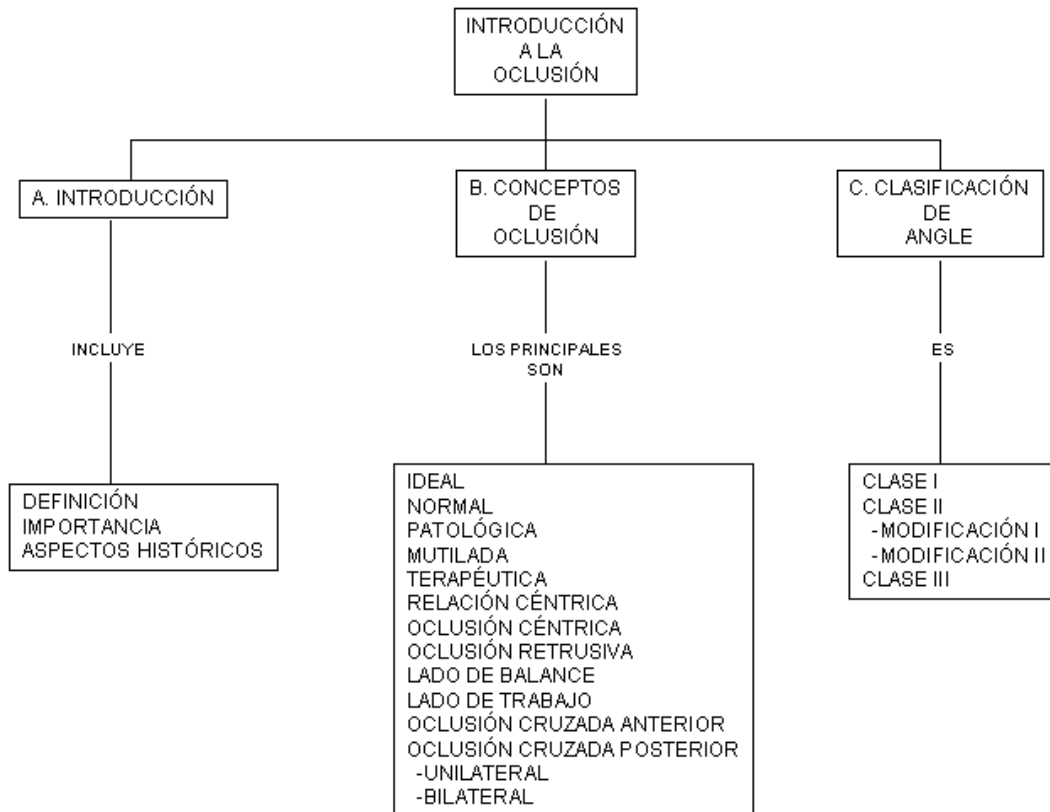 INTRODUCCIÓN
A LA
OCLUSIÓN
A. INTRODUCCIÓN
B. CONCEPTOS
DE
OCLUSIÓN
C. CLASIFICACIÓN
DE
ANGLE
INCLUYE
LOS PRINCIPALES
SON
ES
DEFINICIÓN
IMPORTANCIA
ASPECTOS HISTÓRICOS
IDEAL
NORMAL
PATOLÓGICA
MUTILADA
TERAPÉUTICA
RELACIÓN CÉNTRICA
OCLUSIÓN CÉNTRICA
OCLUSIÓN RETRUSIVA
LADO DE BALANCE
LADO DE TRABAJO
OCLUSIÓN CRUZADA ANTERIOR
OCLUSIÓN CRUZADA POSTERIOR
-UNILATERAL
-BILATERAL
CLASE I
CLASE II
-MODIFICACIÓN I
-MODIFICACIÓN II
CLASE III